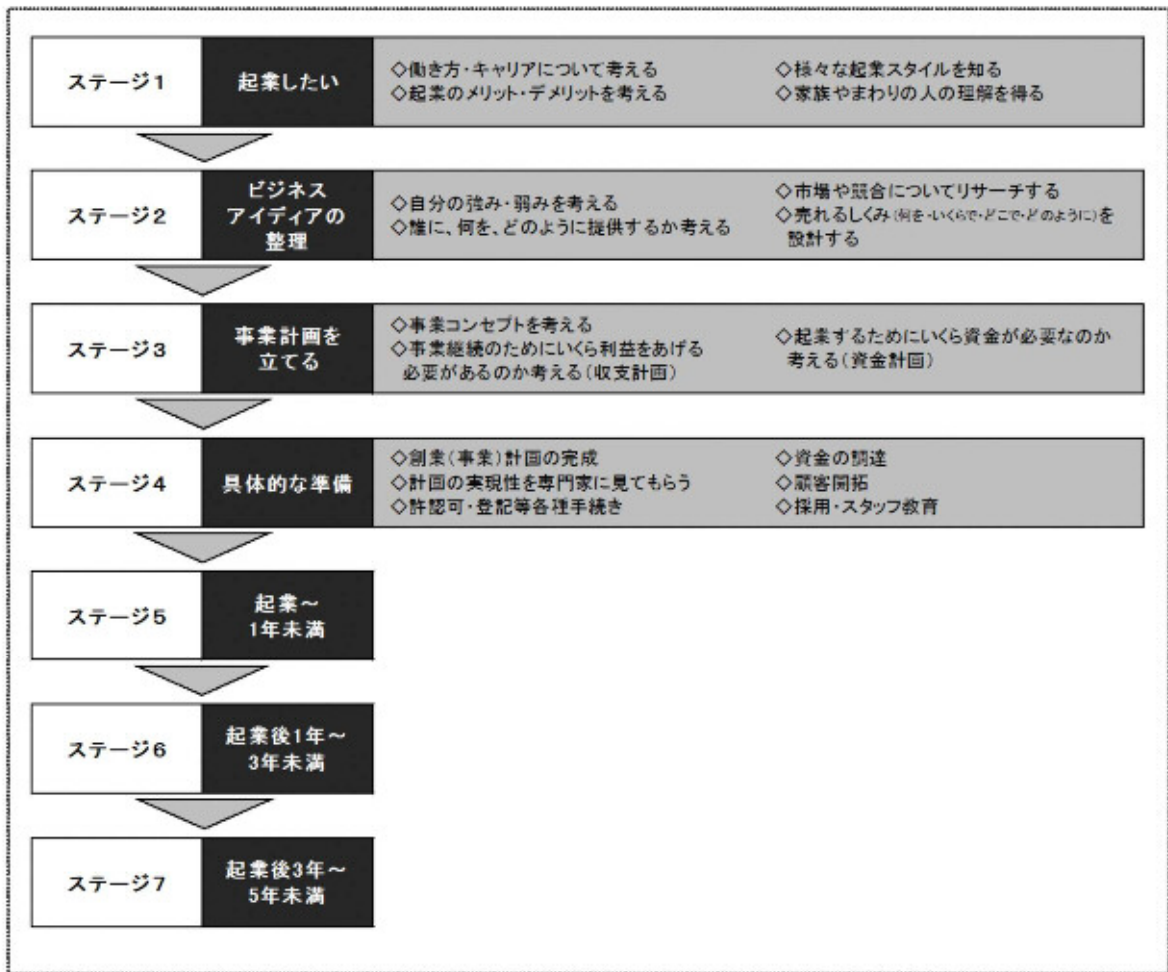 ステージ1
起業したい
◇働き方・キャリアについて考える
◇起業のメリット・デメリットを考える
◇様々な起業スタイルを知る
◇家族やまわりの人の理解を得る
ステージ2
ビジネス
アイディアの
整理
◇自分の強み・弱みを考える
◇誰に、何を、どのように提供するか考える
◇市場や競合についてリサーチする
◇売れるしくみ(何を・いくらで・どこで・どのように)を
設計する
ステージ3
事業計画を
立てる
◇事業コンセプトを考える
◇事業継続のためにいくら利益をあげる
必要があるのか考える(収支計画)
◇起業するためにいくら資金が必要なのか
考える(資金計画)
ステージ4
具体的な準備
◇創業(事業)計画の完成
◇計画の実現性を専門家に見てもらう
◇許認可・登記等各種手続き
◇資金の調達
◇顧客開拓
◇採用・スタッフ教育
ステージ5
起業～
1年未満
ステージ6
起業後1年～
3年未満
ステージ7
起業後3年～
5年未満